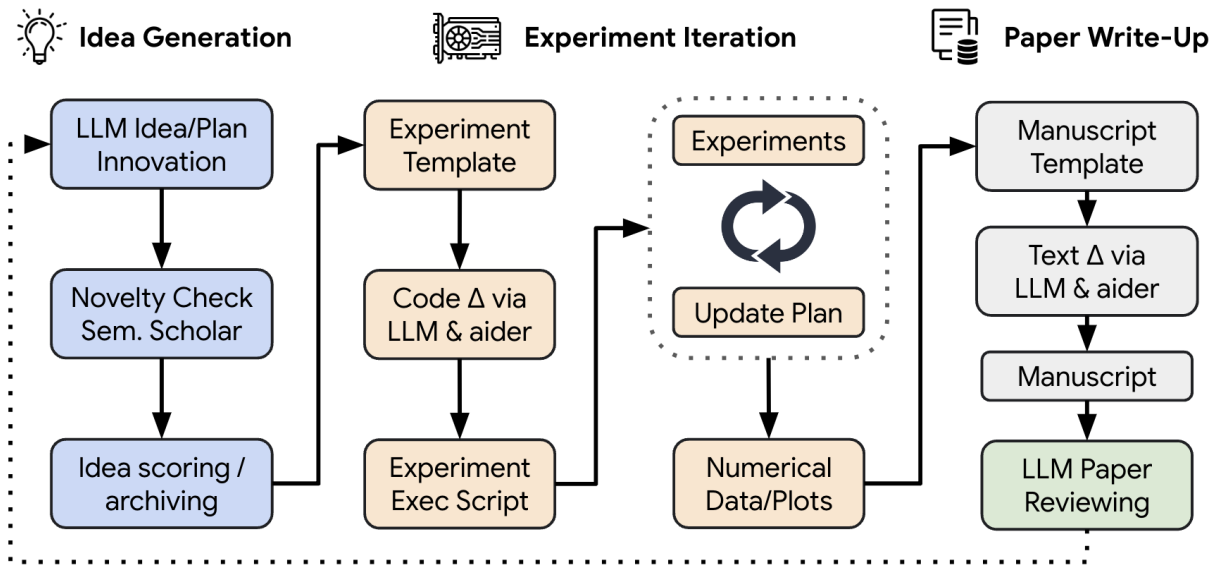 Idea Generation
Experiment Iteration
Paper Write-Up
LLM Idea/Plan
Innovation
Novelty Check
Sem. Scholar
Idea scoring /
archiving
Experiment
Template
Code Δ via
LLM & aider
Experiment
Exec Script
Experiments
Update Plan
Numerical
Data/Plots
Manuscript
Template
Text Δ via
LLM & aider
Manuscript
LLM Paper
Reviewing